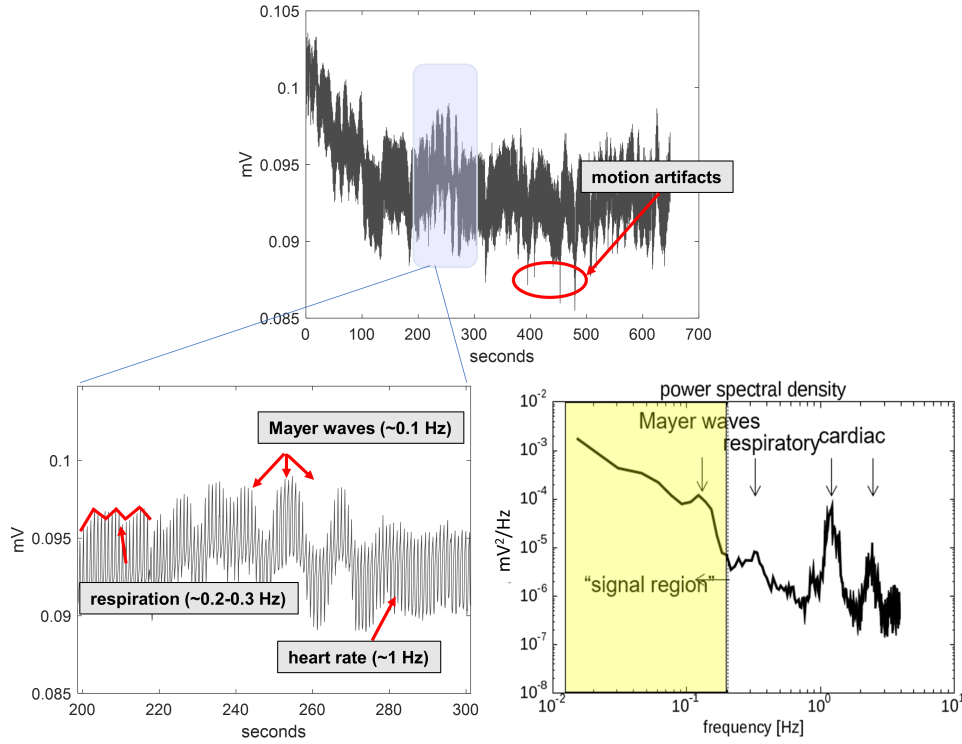 0.105
0.1
0.095
0.09
0.085
mV
motion artifacts
0 100 200 300 400 500 600 700
seconds
Mayer waves (~0.1 Hz)
0.1
0.095
0.09
0.085
mV
respiration (~0.2-0.3 Hz)
heart rate (~1 Hz)
200 220 240 260 280 300
seconds
power spectral density
10⁻²
10⁻³
10⁻⁴
10⁻⁵
10⁻⁶
10⁻⁷
10⁻⁸
mV²/Hz
Mayer waves
respiratory
cardiac
“signal region”
10⁻² 10⁻¹ 10⁰ 10¹
frequency [Hz]